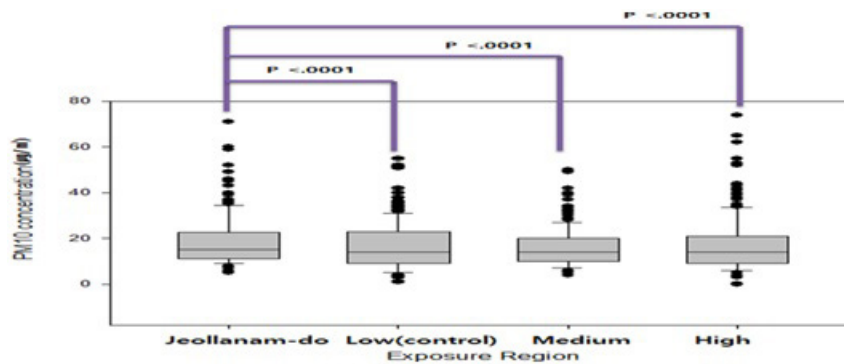 P <.0001
P <.0001
P <.0001
80
60
40
20
0
PM10 concentration(㎍/㎥)
Jeollanam-do Low(control) Medium High
Exposure Region